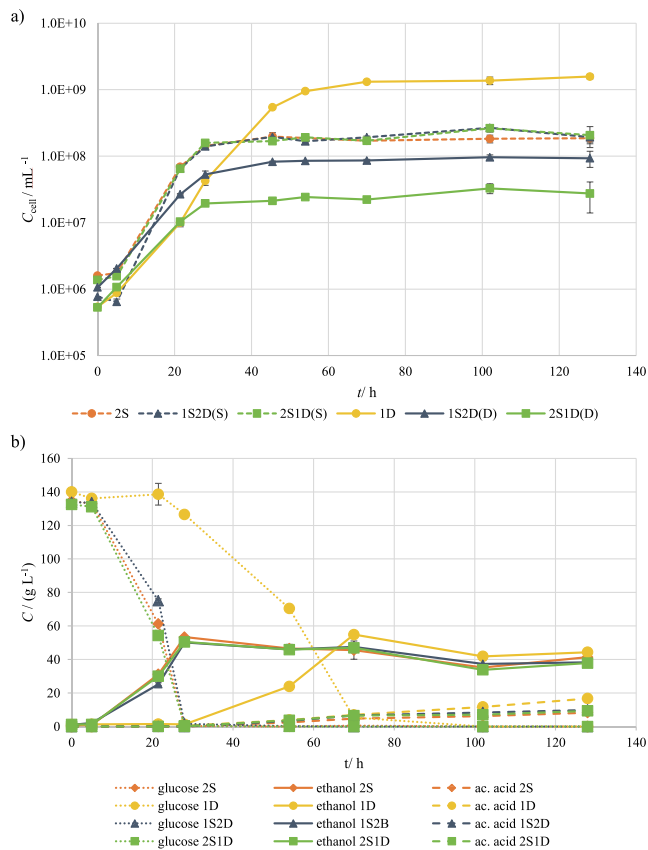 a)
1.0E+10
1.0E+09
1.0E+08
1.0E+07
1.0E+06
1.0E+05
C_cell / mL⁻¹
0 20 40 60 80 100 120 140
t/ h
2S 1S2D(S) 2S1D(S) 1D 1S2D(D) 2S1D(D)
b)
160
140
120
100
80
60
40
20
0
C / (g L⁻¹)
0 20 40 60 80 100 120 140
t/ h
glucose 2S ethanol 2S ac. acid 2S
glucose 1D ethanol 1D ac. acid 1D
glucose 1S2D ethanol 1S2B ac. acid 1S2D
glucose 2S1D ethanol 2S1D ac. acid 2S1D